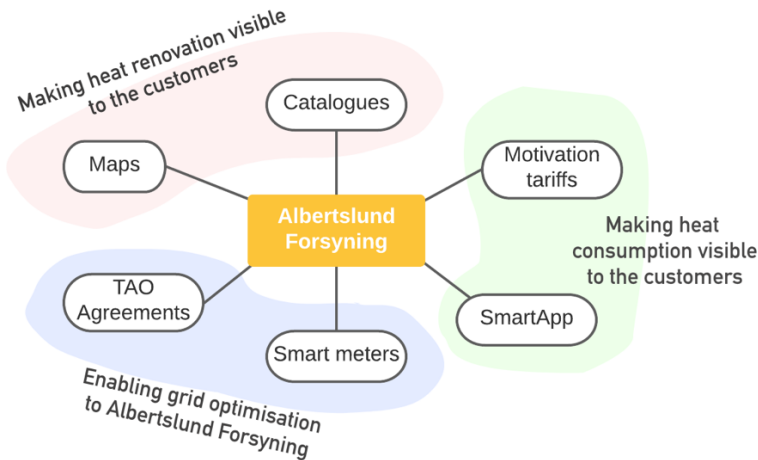 Making heat renovation visible
to the customers
Catalogues
Maps
Motivation
tariffs
Albertslund
Forsyning
Making heat
consumption visible
to the customers
TAO
Agreements
SmartApp
Smart meters
Enabling grid optimisation
to Albertslund Forsyning